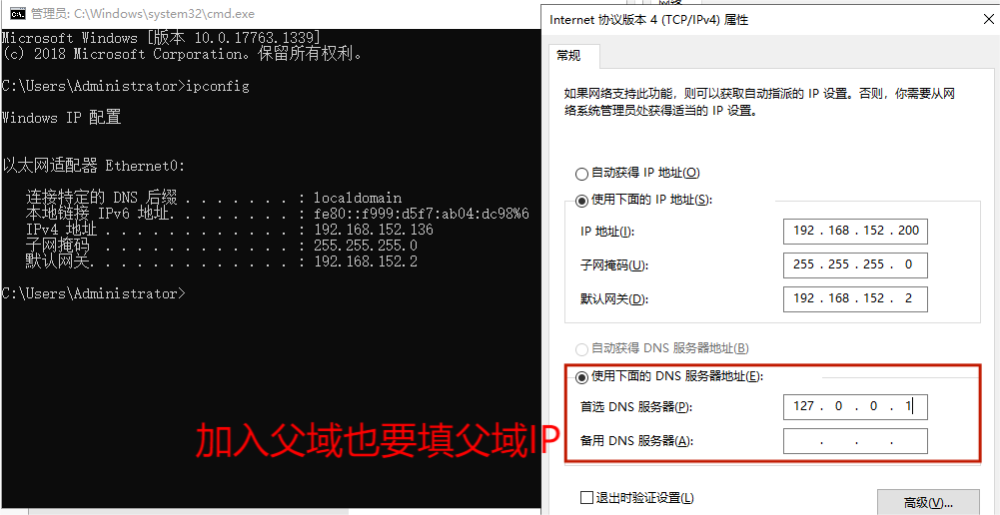 管理员: C:\Windows\system32\cmd.exe
Microsoft Windows [版本 10.0.17763.1339]
(c) 2018 Microsoft Corporation。保留所有权利。
C:\Users\Administrator>ipconfig
Windows IP 配置
以太网适配器 Ethernet0:
连接特定的 DNS 后缀 . . . . . . . : localdomain
本地链接 IPv6 地址. . . . . . . . : fe80::f999:d5f7:ab04:dc98%6
IPv4 地址 . . . . . . . . . . . . : 192.168.152.136
子网掩码 . . . . . . . . . . . . : 255.255.255.0
默认网关. . . . . . . . . . . . . : 192.168.152.2
C:\Users\Administrator>
加入父域也要填父域IP
Internet 协议版本 4 (TCP/IPv4) 属性
常规
如果网络支持此功能，则可以获取自动指派的 IP 设置。否则，你需要从网
络系统管理员处获得适当的 IP 设置。
自动获得 IP 地址(O)
使用下面的 IP 地址(S):
IP 地址(I): 192 . 168 . 152 . 200
子网掩码(U): 255 . 255 . 255 . 0
默认网关(D): 192 . 168 . 152 . 2
自动获得 DNS 服务器地址(B)
使用下面的 DNS 服务器地址(E):
首选 DNS 服务器(P): 127 . 0 . 0 . 1
备用 DNS 服务器(A): . . .
退出时验证设置(L)
高级(V)...